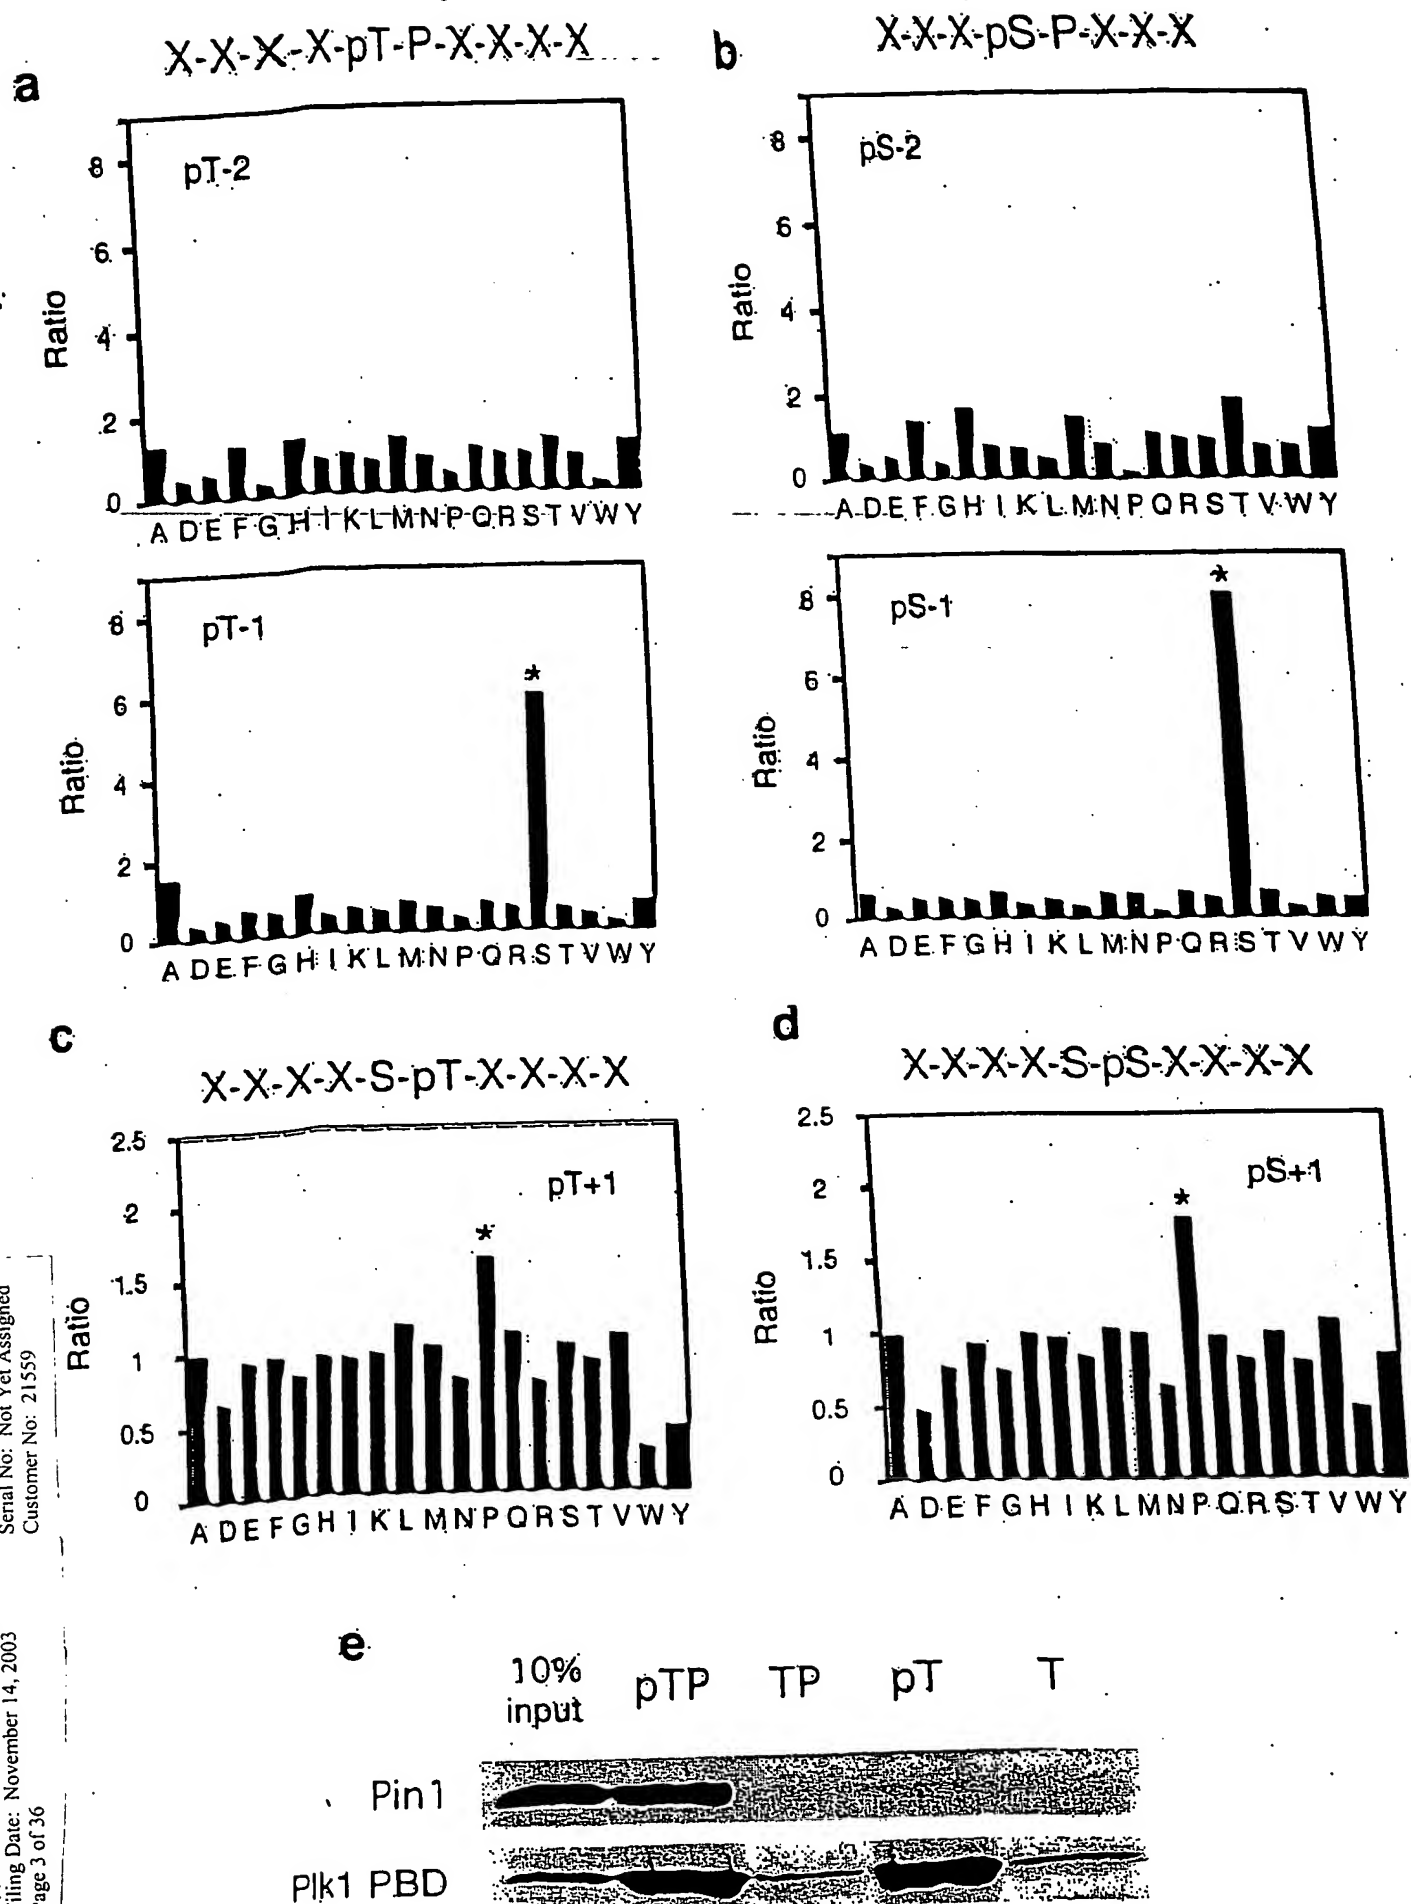 a
X-X-X-X-pT-P-X-X-X-X
pT-2
Ratio
8
6
4
2
0
A D E F G H I K L M N P Q R S T V W Y
pT-1
*
Ratio
8
6
4
2
0
A D E F G H I K L M N P Q R S T V W Y
b
X-X-X-pS-P-X-X-X
pS-2
Ratio
8
6
4
2
0
A D E F G H I K L M N P Q R S T V W Y
pS-1
*
Ratio
8
6
4
2
0
A D E F G H I K L M N P Q R S T V W Y
c
X-X-X-X-S-pT-X-X-X-X
pT+1
*
Ratio
2.5
2
1.5
1
0.5
0
A D E F G H I K L M N P Q R S T V W Y
d
X-X-X-X-S-pS-X-X-X-X
pS+1
*
Ratio
2.5
2
1.5
1
0.5
0
A D E F G H I K L M N P Q R S T V W Y
e
10% input
pTP TP pT T
Pin1
Plk1 PBD
Serial No: Not Yet Assigned
Customer No: 21559
Date: November 14, 2003
3 of 36